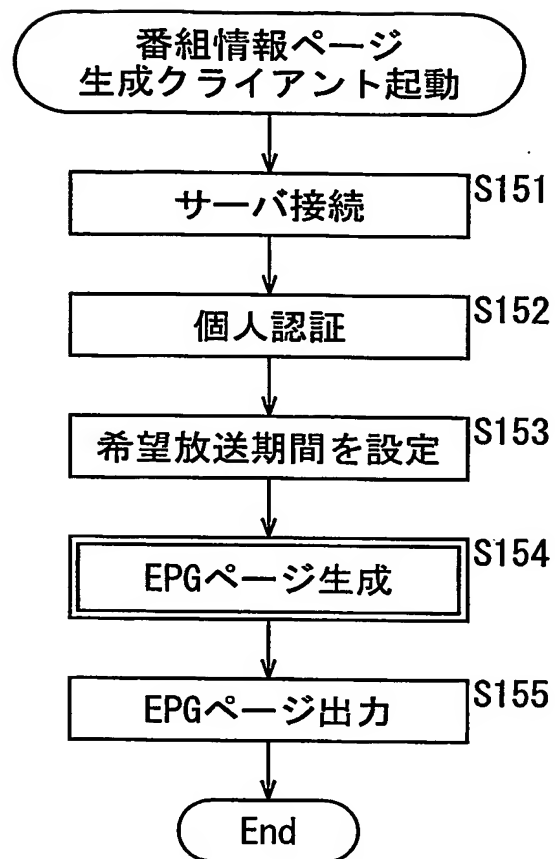 番組情報ページ
生成クライアント起動
サーバ接続
S151
個人認証
S152
希望放送期間を設定
S153
EPGページ生成
S154
EPGページ出力
S155
End